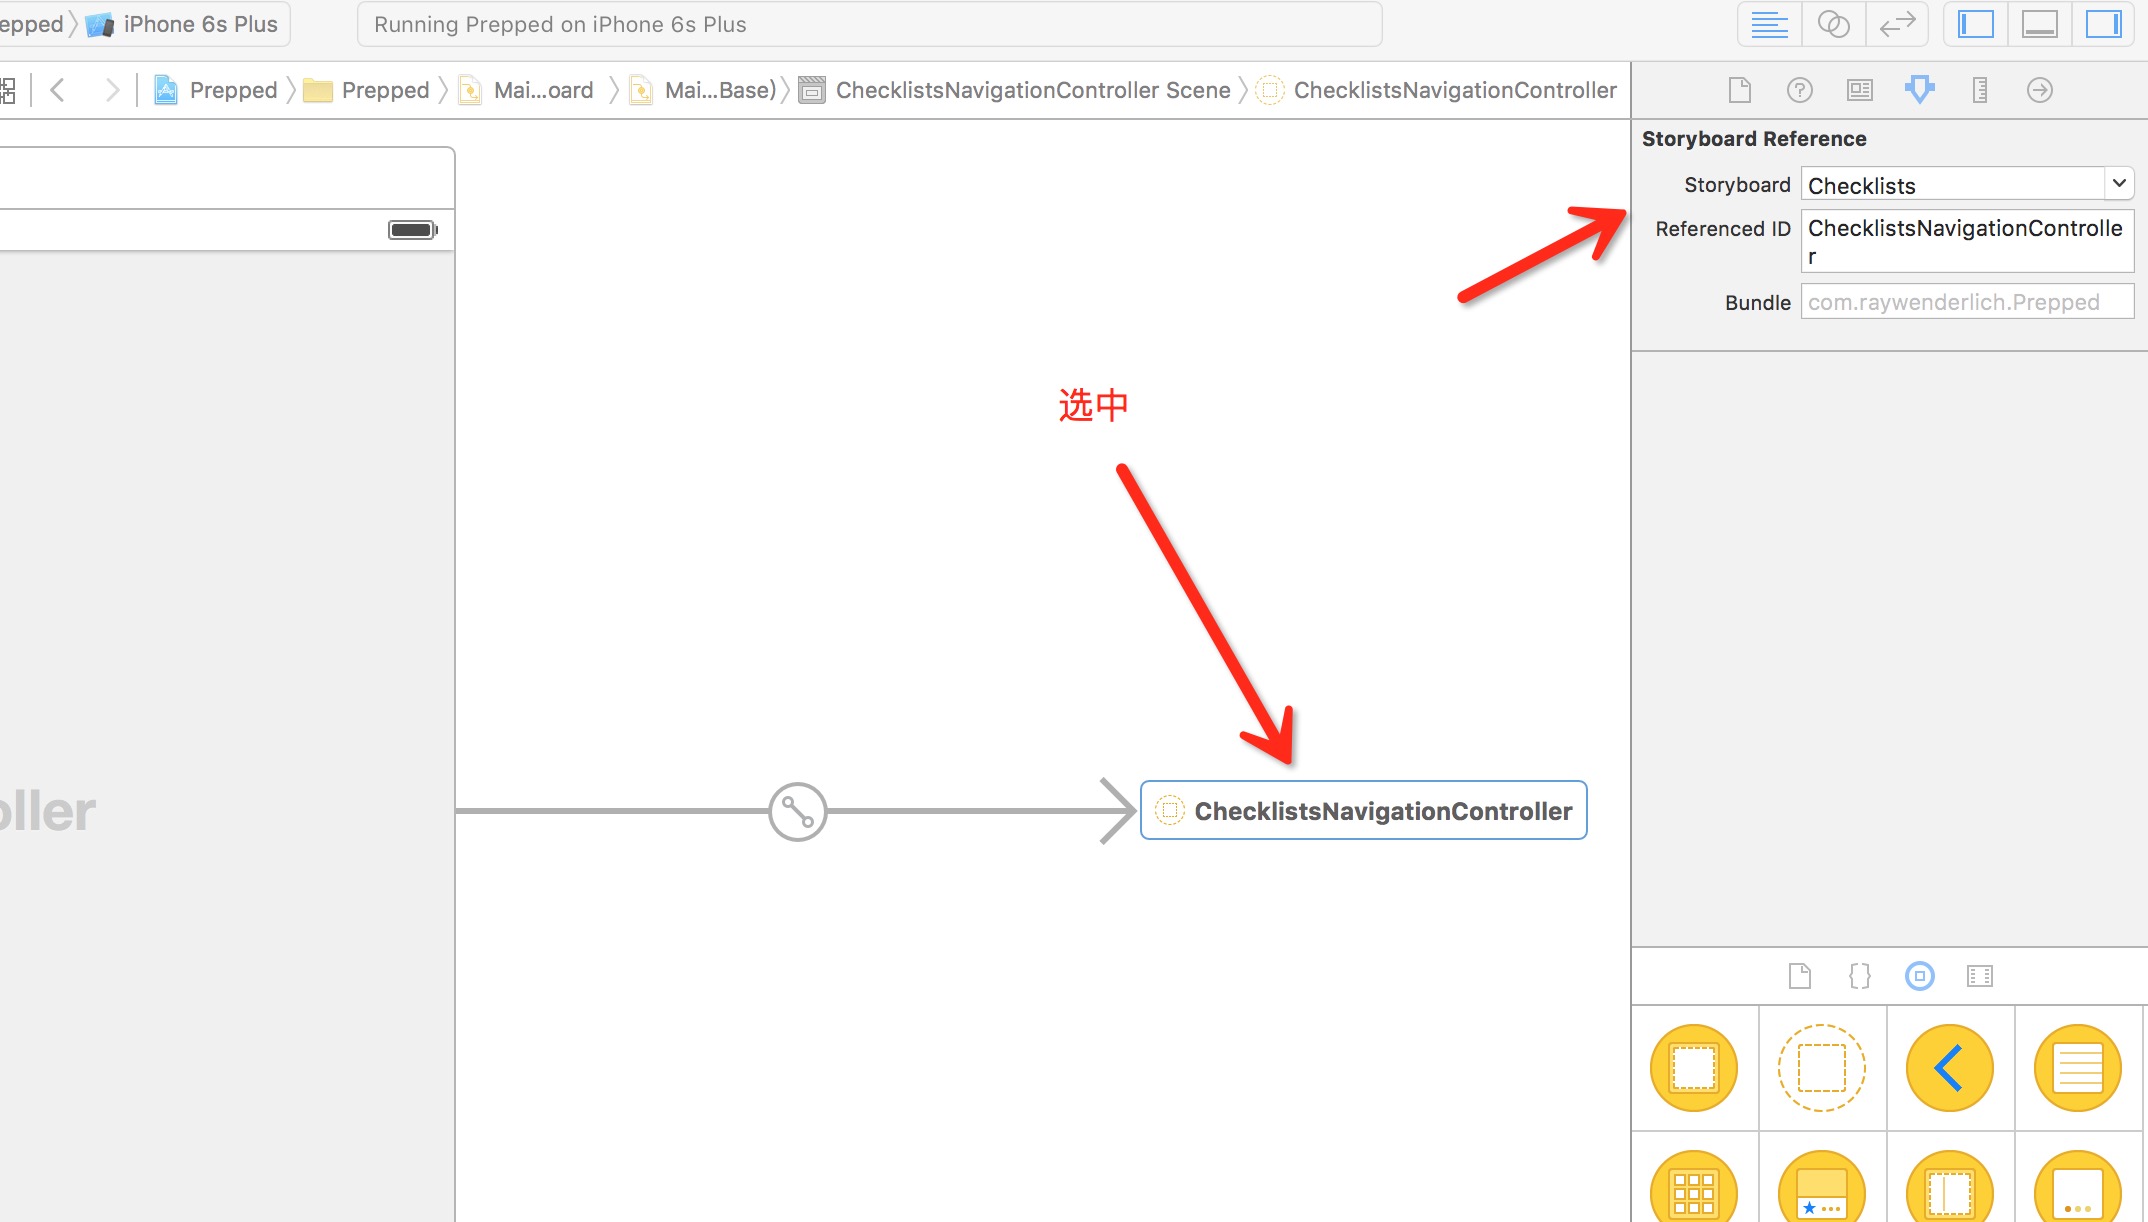 epped iPhone 6s Plus Running Prepped on iPhone 6s Plus
Prepped Prepped Mai...oard Mai...Base) ChecklistsNavigationController Scene ChecklistsNavigationController
Storyboard Reference
Storyboard Checklists
Referenced ID ChecklistsNavigationControlle
r
Bundle com.raywenderlich.Prepped
选中
oller
ChecklistsNavigationController